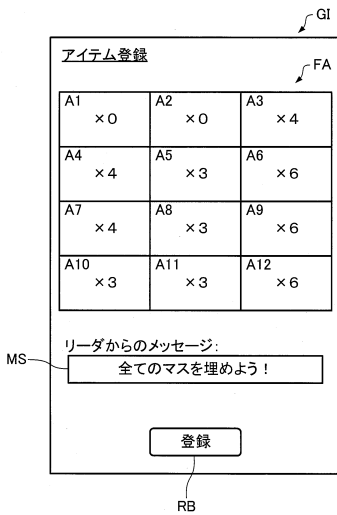 GI
アイテム登録
FA
A1 A2 A3
×0 ×0 ×4
A4 A5 A6
×4 ×3 ×6
A7 A8 A9
×4 ×3 ×6
A10 A11 A12
×3 ×3 ×6
リーダからのメッセージ:
MS
全てのマスを埋めよう!
登録
RB